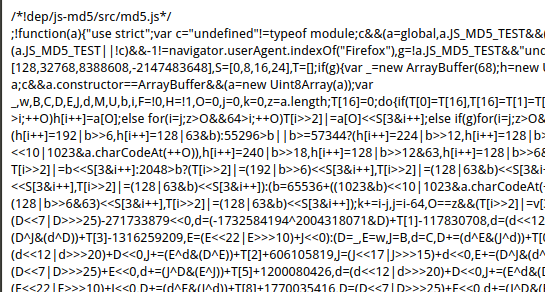 /*!dep/js-md5/src/md5.js*/
;!function(a){"use strict";var c="undefined"!=typeof module;c&&(a=global,a.JS_MD5_TEST&&(
(a.JS_MD5_TEST||!c)&&-1!=navigator.userAgent.indexOf("Firefox"),g=!a.JS_MD5_TEST&&"und
[128,32768,8388608,-2147483648],S=[0,8,16,24],T=[];if(g){var _=new ArrayBuffer(68);h=new U
a;c&&a.constructor==ArrayBuffer&&(a=new Uint8Array(a));var
_,w,B,C,D,E,J,d,M,U,b,i,F=!0,H=!1,O=0,j=0,k=0,z=a.length;T[16]=0;do{if(T[0]=T[16],T[16]=T[1]=T[
>i;++O)h[i++]=a[O];else for(i=j;z>O&&64>i;++O)T[i>>2]|=a[O]<<S[3&i++];else if(g)for(i=j;z>O
(h[i++]=192|b>>6,h[i++]=128|63&b):55296>b||b>=57344?(h[i++]=224|b>>12,h[i++]=128|b>
<<10|1023&a.charCodeAt(++O)),h[i++]=240|b>>18,h[i++]=128|b>>12&63,h[i++]=128|b>>6&
T[i>>2]|=b<<S[3&i++]:2048>b?(T[i>>2]|=(192|b>>6)<<S[3&i++],T[i>>2]|=(128|63&b)<<S[3&i
<<S[3&i++],T[i>>2]|=(128|63&b)<<S[3&i++]):(b=65536+((1023&b)<<10|1023&a.charCodeAt(+
(128|b>>6&63)<<S[3&i++],T[i>>2]|=(128|63&b)<<S[3&i++]);k+=i-j,j=i-64,O==z&&(T[i>>2]|=v[
(D<<7|D>>>25)-271733879<<0,d=(-1732584194^2004318071&D)+T[1]-117830708,d=(d<<12|d
(D^J&(d^D))+T[3]-1316259209,E=(E<<22|E>>>10)+J<<0):(D=_,E=w,J=B,d=C,D+=(d^E&(J^d))+T[0
(d<<12|d>>>20)+D<<0,J+=(E^d&(D^E))+T[2]+606105819,J=(J<<17|J>>>15)+d<<0,E+=(D^J&(d
(D<<7|D>>>25)+E<<0,d+=(J^D&(E^J))+T[5]+1200080426,d=(d<<12|d>>>20)+D<<0,J+=(E^d&(
(E<<22|E>>>10)+J<<0,D+=(d^E&(J^d))+T[8]+1770035416,D=(D<<7|D>>>25)+E<<0,d+=(J^D&(